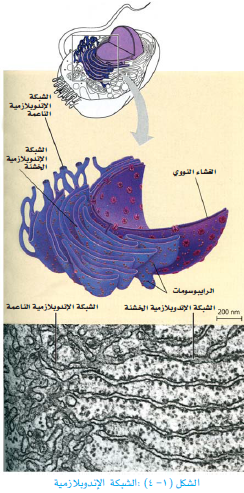 الشبكة
الإندوبلازمية
الناعمة
الشبكة
الإندوبلازمية
الخشنة
الغشاء النووي
الرايبوسومات
الشبكة الإندوبلازمية الخشنة
الشبكة الإندوبلازمية الناعمة
200 nm
الشكل (١-٤) :الشبكة الإندوبلازمية